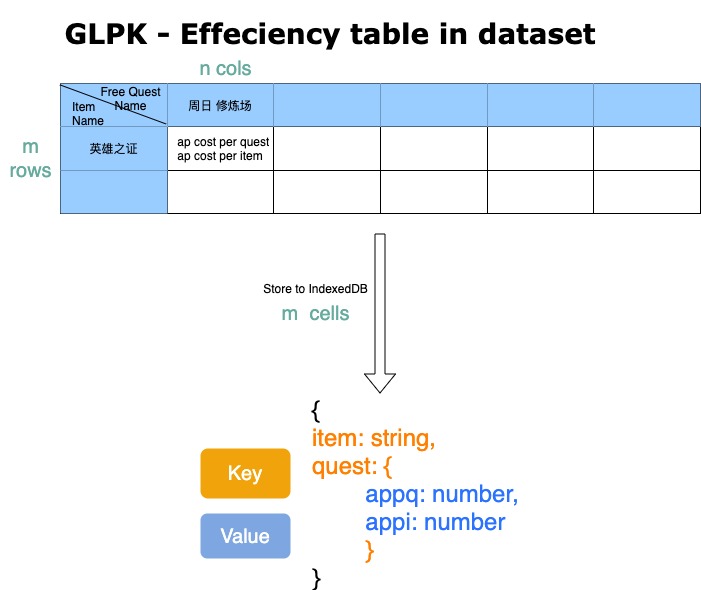 GLPK - Effeciency table in dataset
n cols
Free Quest
Name
Item
Name
周日 修炼场
m
rows
英雄之证
ap cost per quest
ap cost per item
Store to IndexedDB
m cells
{
item: string,
quest: {
appq: number,
appi: number
}
}
Key
Value